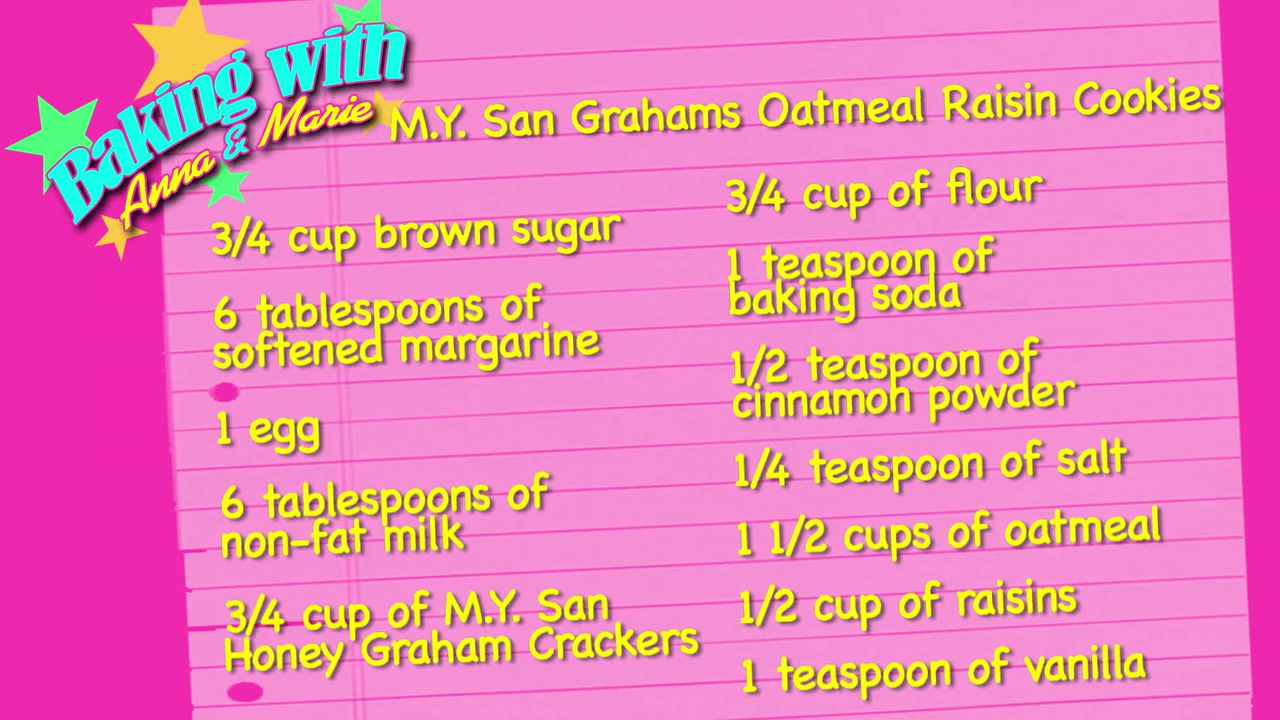 Baking with
Anna & Marie
M.Y. San Grahams Oatmeal Raisin Cookies
3/4 cup brown sugar
6 tablespoons of
softened margarine
1 egg
6 tablespoons of
non-fat milk
3/4 cup of M.Y. San
Honey Graham Crackers
3/4 cup of flour
1 teaspoon of
baking soda
1/2 teaspoon of
cinnamon powder
1/4 teaspoon of salt
1 1/2 cups of oatmeal
1/2 cup of raisins
1 teaspoon of vanilla